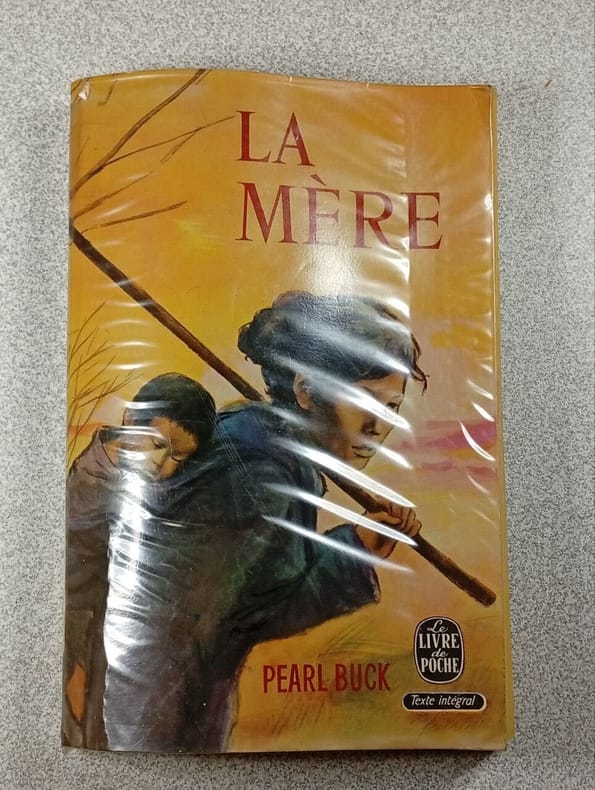 LA
MÈRE
PEARL BUCK
Le
LIVRE
de
POCHE
Texte intégral